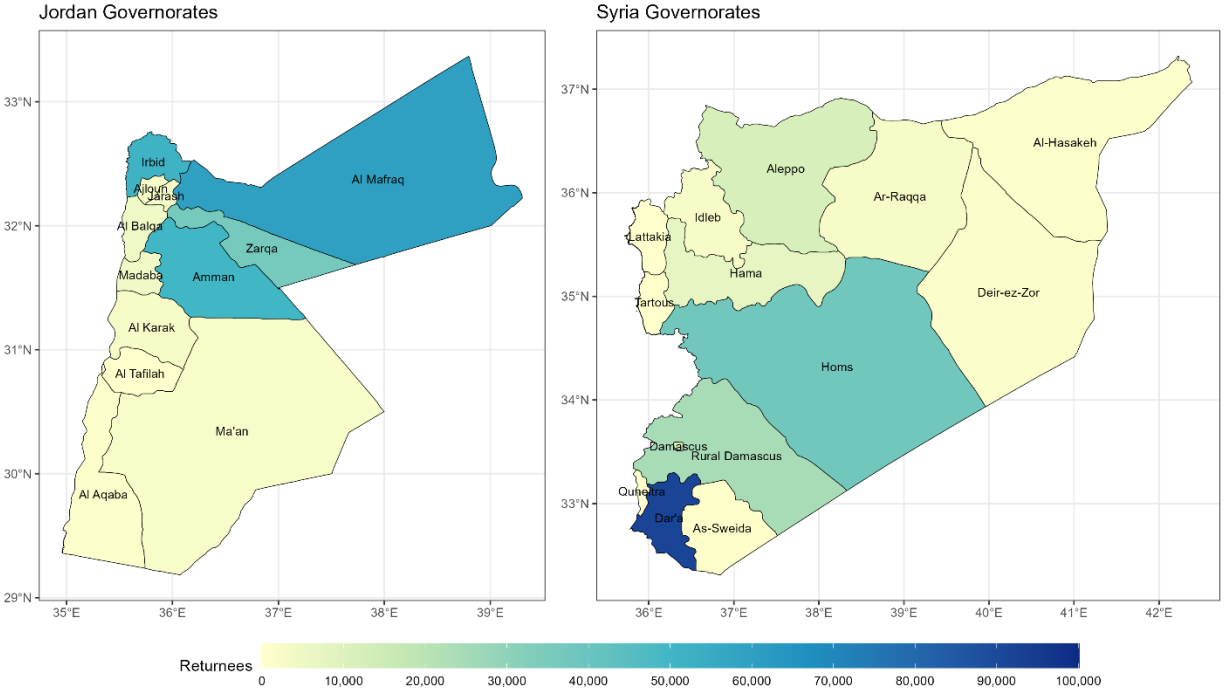 Jordan Governorates
33°N
32°N
31°N
30°N
29°N
Irbid
Ajloun
Jarash
Al Mafraq
Al Balqa
Zarqa
Madaba
Amman
Al Karak
Al Tafilah
Ma'an
Al Aqaba
35°E 36°E 37°E 38°E 39°E
Syria Governorates
37°N
36°N
35°N
34°N
33°N
Al-Hasakeh
Aleppo
Ar-Raqqa
Idleb
Lattakia
Hama
Tartous
Deir-ez-Zor
Homs
Damascus
Rural Damascus
Quneitra
Dar'a
As-Sweida
36°E 37°E 38°E 39°E 40°E 41°E 42°E
Returnees
0 10,000 20,000 30,000 40,000 50,000 60,000 70,000 80,000 90,000 100,000